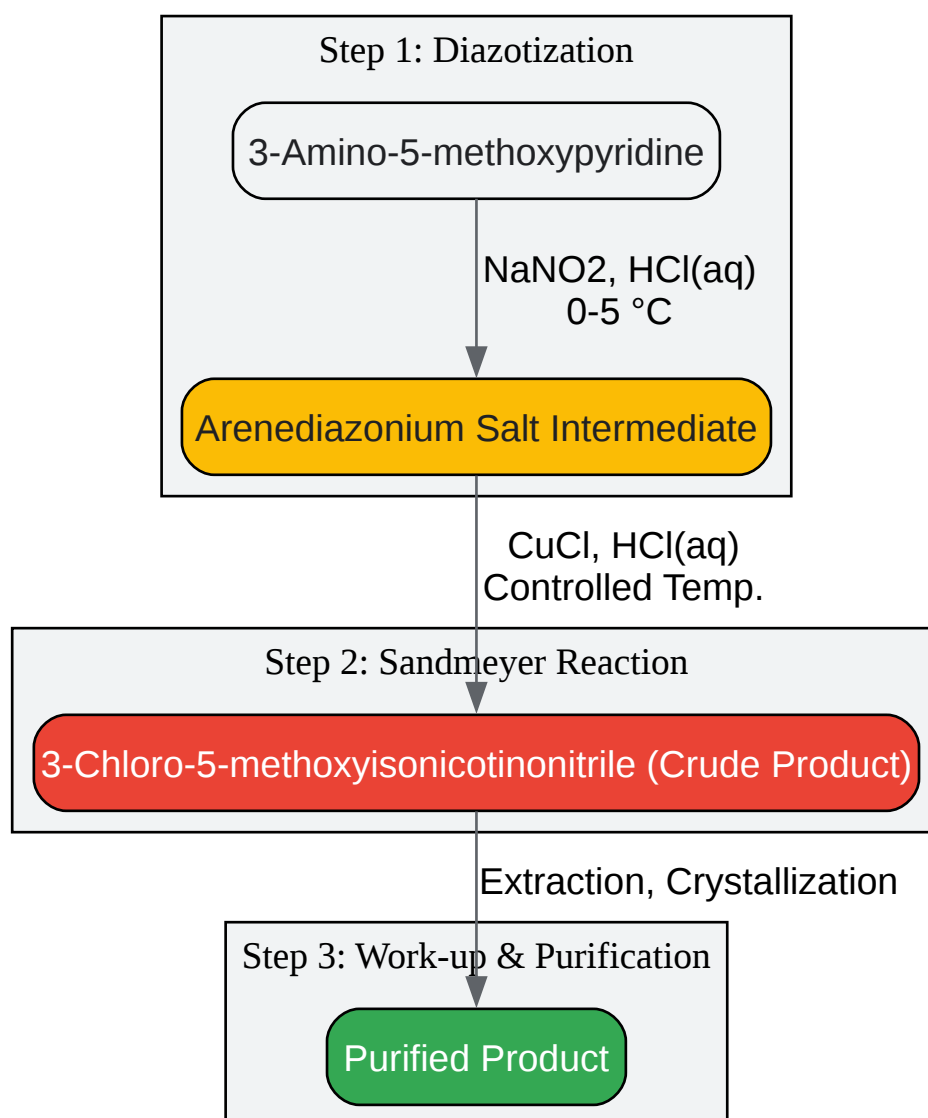 Step 1: Diazotization
3-Amino-5-methoxypyridine
NaNO2, HCl(aq)
0-5 °C
Arenediazonium Salt Intermediate
CuCl, HCl(aq)
Controlled Temp.
Step 2: Sandmeyer Reaction
3-Chloro-5-methoxyisonicotinonitrile (Crude Product)
Extraction, Crystallization
Step 3: Work-up & Purification
Purified Product